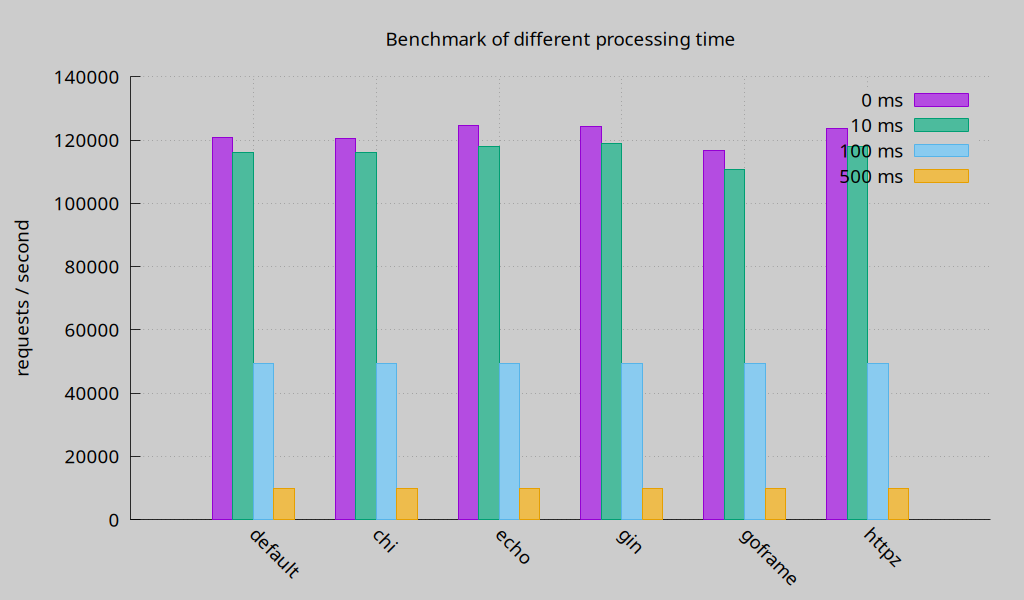 Benchmark of different processing time
requests / second
140000
120000
100000
80000
60000
40000
20000
0
0 ms
10 ms
100 ms
500 ms
default
chi
echo
gin
goframe
httpz